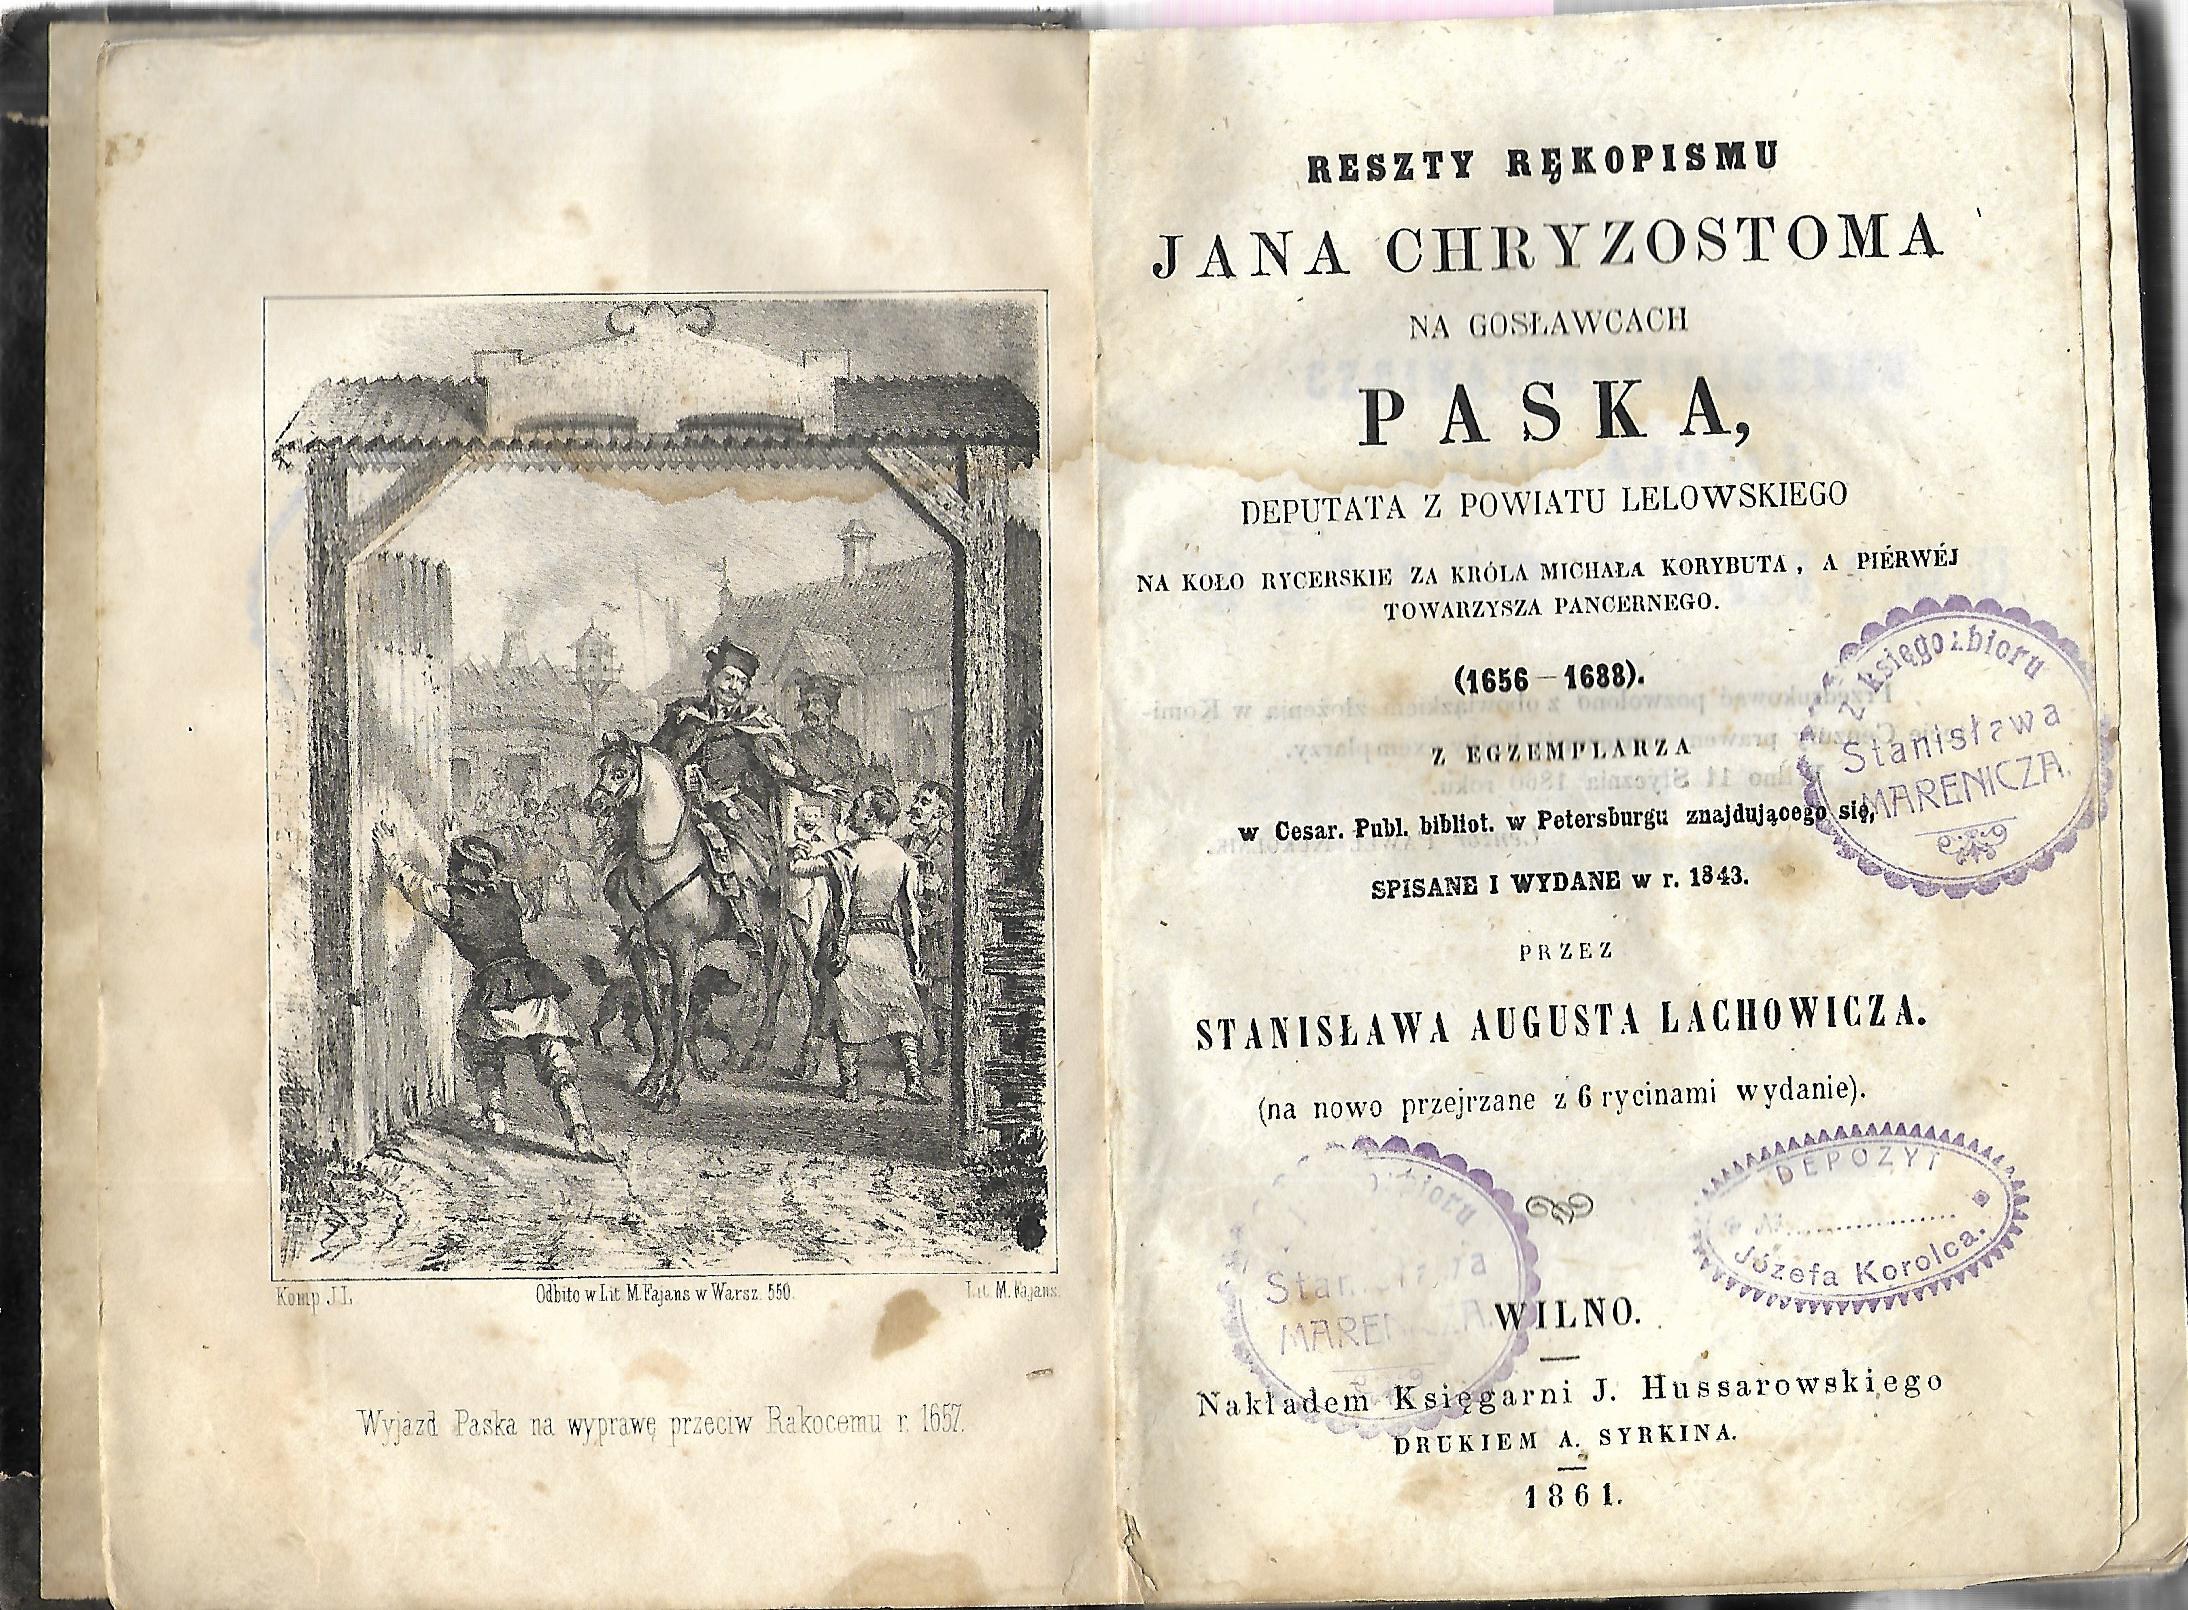 Komp J.L
Odbito w Lit. M. Fajans w Warsz. 550.
Lit. M. Fajans.
Wyjazd Paska na wyprawę przeciw Rakocemu r. 1657.
RESZTY RĘKOPISMU
JANA CHRYZOSTOMA
NA GOSŁAWCACH
PASKA,
DEPUTATA Z POWIATU LELOWSKIEGO
NA KOŁO RYCERSKIE ZA KRÓLA MICHAŁA KORYBUTA, A PIÉRWÉJ
TOWARZYSZA PANCERNEGO.
(1656–1688).
Z EGZEMPLARZA
w Cesar. Publ. bibliot. w Petersburgu znajdującego się,
SPISANE I WYDANE w r. 1843.
PRZEZ
STANISŁAWA AUGUSTA LACHOWICZA.
(na nowo przejrzane z 6 rycinami wydanie).
WILNO.
Nakładem Księgarni J. Hussarowskiego
DRUKIEM A. SYRKINA.
1861.
Z księgozbioru
Stanisława
MARENICZA.
DEPOZYT
№
Józefa Korolca.
Stanisława
MARENICZA.